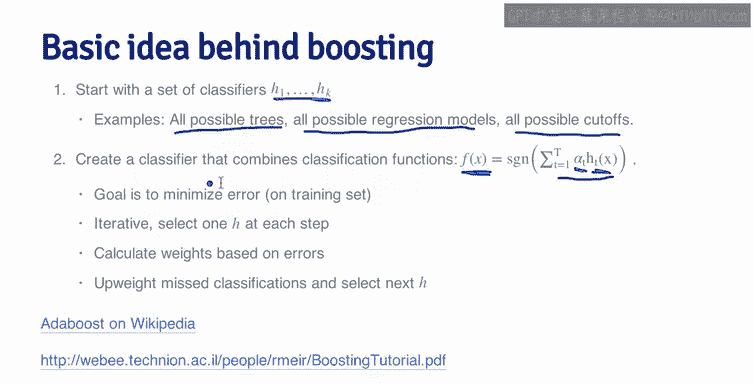 Basic idea behind boosting
1. Start with a set of classifiers h₁,…,hₖ
· Examples: All possible trees, all possible regression models, all possible cutoffs.
2. Create a classifier that combines classification functions: f(x) = sgn(∑ᵀₜ₌₁ αₜhₜ(x)) .
· Goal is to minimize error (on training set)
· Iterative, select one h at each step
· Calculate weights based on errors
· Upweight missed classifications and select next h
Adaboost on Wikipedia
http://webee.technion.ac.il/people/rmeir/BoostingTutorial.pdf